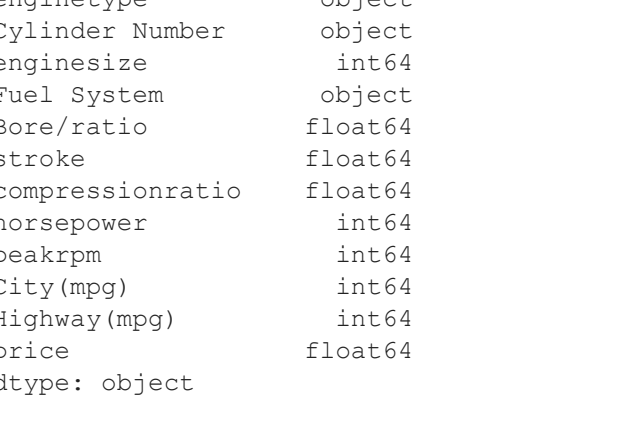 enginetype object
Cylinder Number object
enginesize int64
Fuel System object
Bore/ratio float64
stroke float64
compressionratio float64
horsepower int64
peakrpm int64
City(mpg) int64
Highway(mpg) int64
price float64
dtype: object